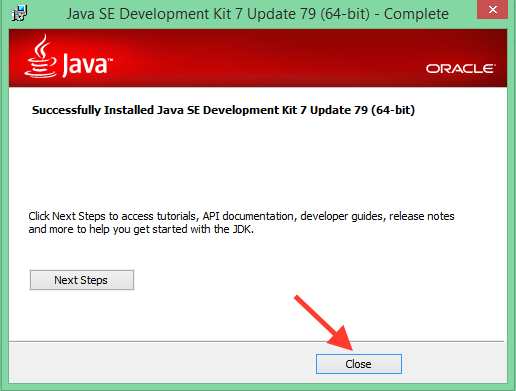 Java SE Development Kit 7 Update 79 (64-bit) - Complete
Java™
ORACLE®
Successfully Installed Java SE Development Kit 7 Update 79 (64-bit)
Click Next Steps to access tutorials, API documentation, developer guides, release notes
and more to help you get started with the JDK.
Next Steps
Close